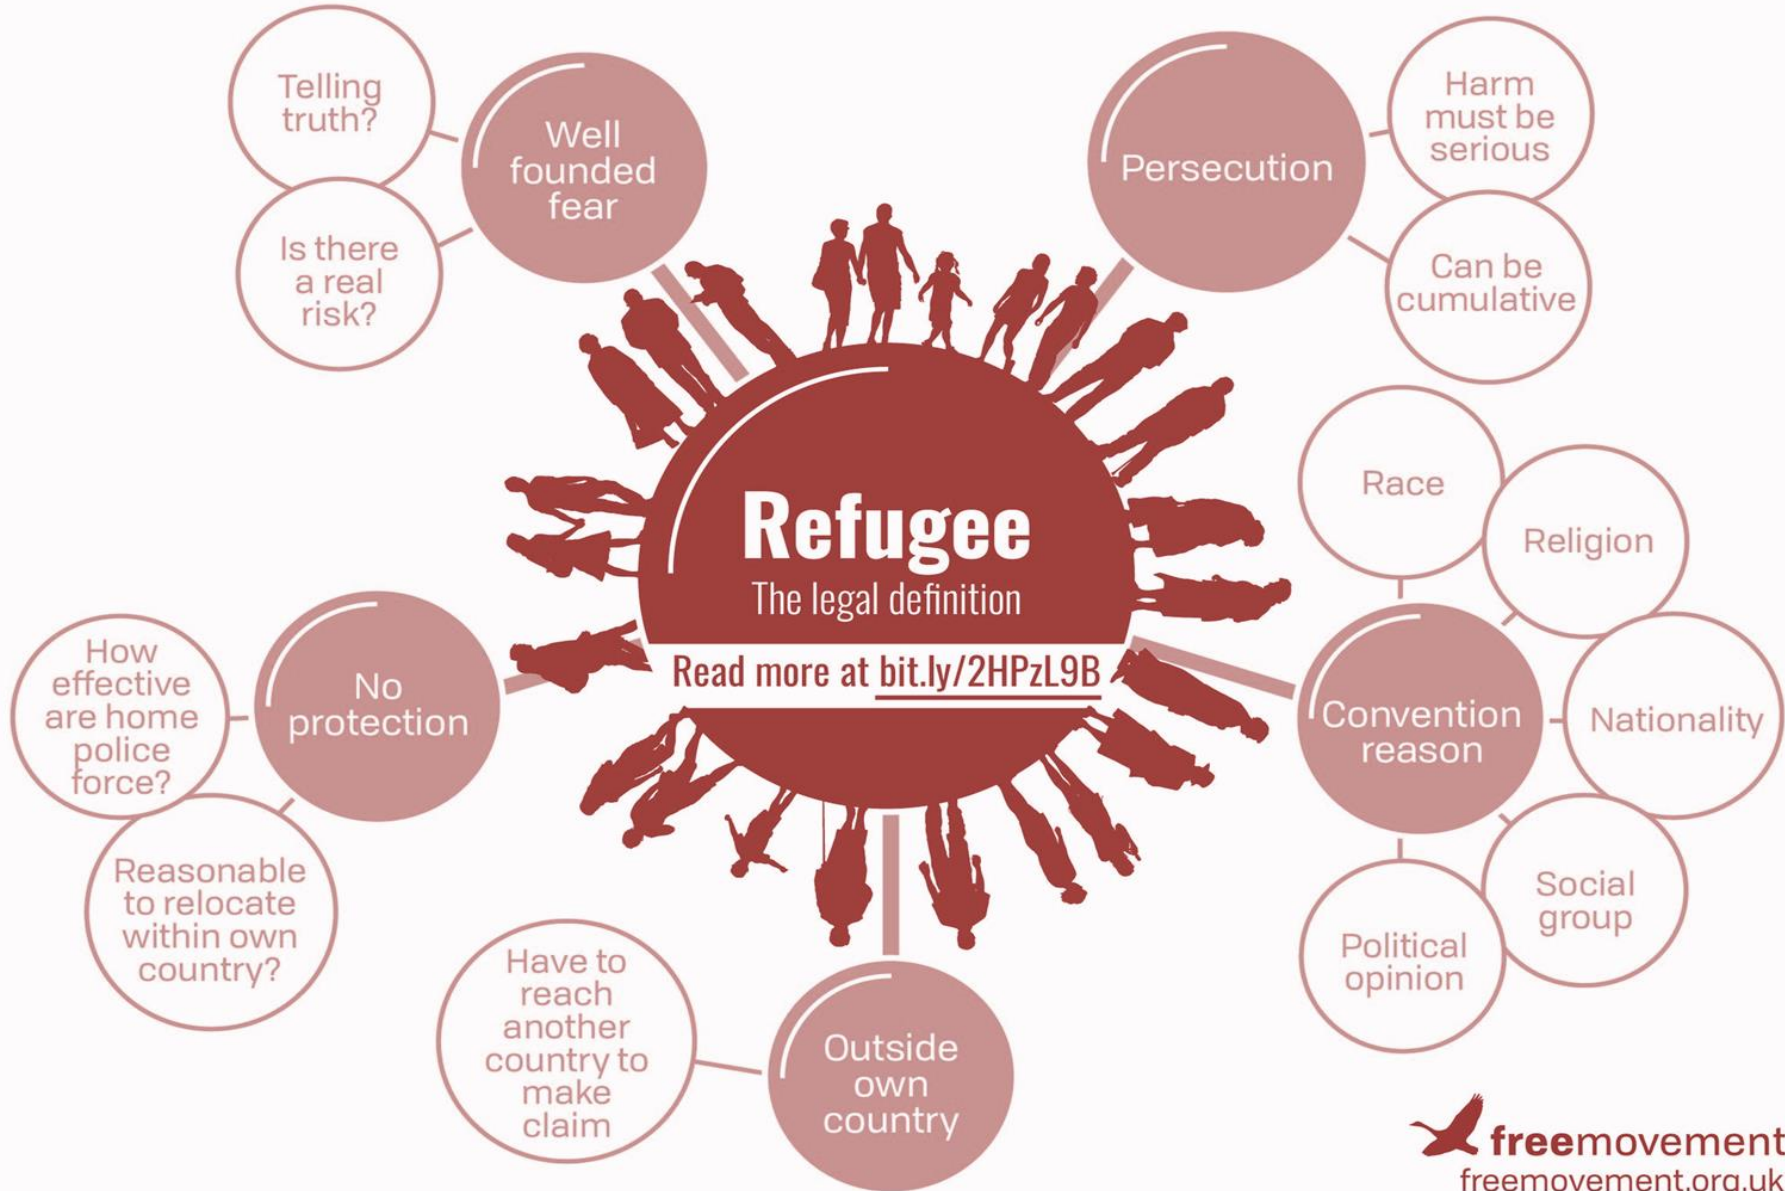 Telling
truth?
Well
founded
fear
Is there
a real
risk?
Persecution
Harm
must be
serious
Can be
cumulative
Refugee
The legal definition
Read more at bit.ly/2HPzL9B
Race
Religion
Nationality
Convention
reason
Social
group
Political
opinion
How
effective
are home
police
force?
No
protection
Reasonable
to relocate
within own
country?
Have to
reach
another
country to
make
claim
Outside
own
country
freemovement
freemovement.org.uk